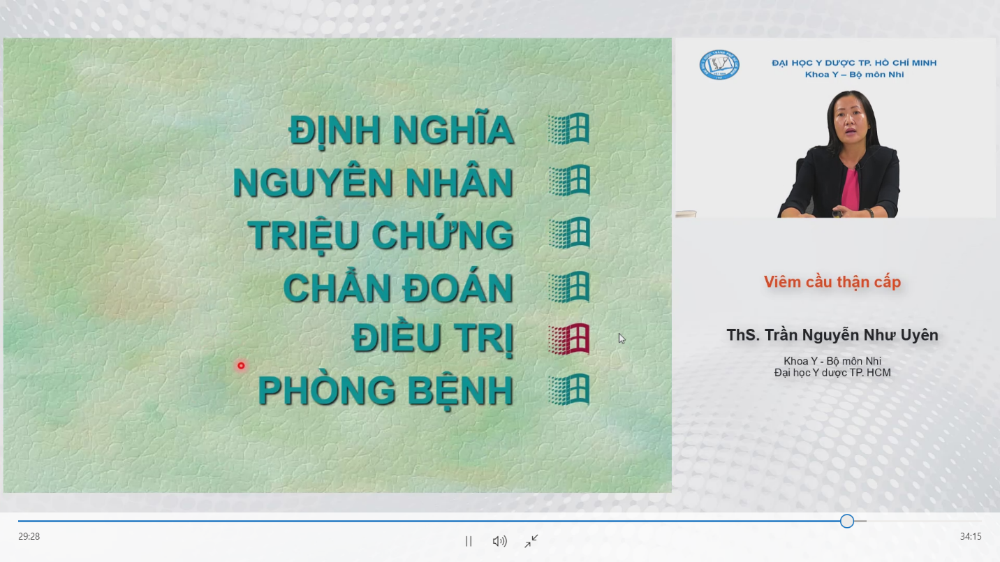 ĐỊNH NGHĨA
NGUYÊN NHÂN
TRIỆU CHỨNG
CHẨN ĐOÁN
ĐIỀU TRỊ
PHÒNG BỆNH
ĐẠI HỌC Y DƯỢC TP. HỒ CHÍ MINH
Khoa Y – Bộ môn Nhi
Viêm cầu thận cấp
ThS. Trần Nguyễn Như Uyên
Khoa Y - Bộ môn Nhi
Đại học Y dược TP. HCM
29:28
34:15